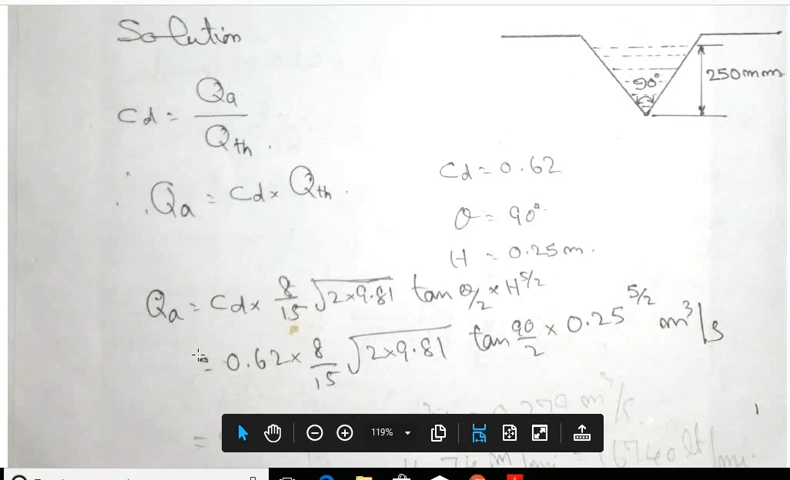 Solution
90°
250mm
Cd = Qa / Qth.
∴ Qa = Cd × Qth.
Cd = 0.62
θ = 90°.
H = 0.25 m.
Qa = Cd × 8/15 √2×9.81 tan θ/2 × H^5/2
= 0.62 × 8/15 √2×9.81 tan 90/2 × 0.25^5/2 m³/s
1
=
119%